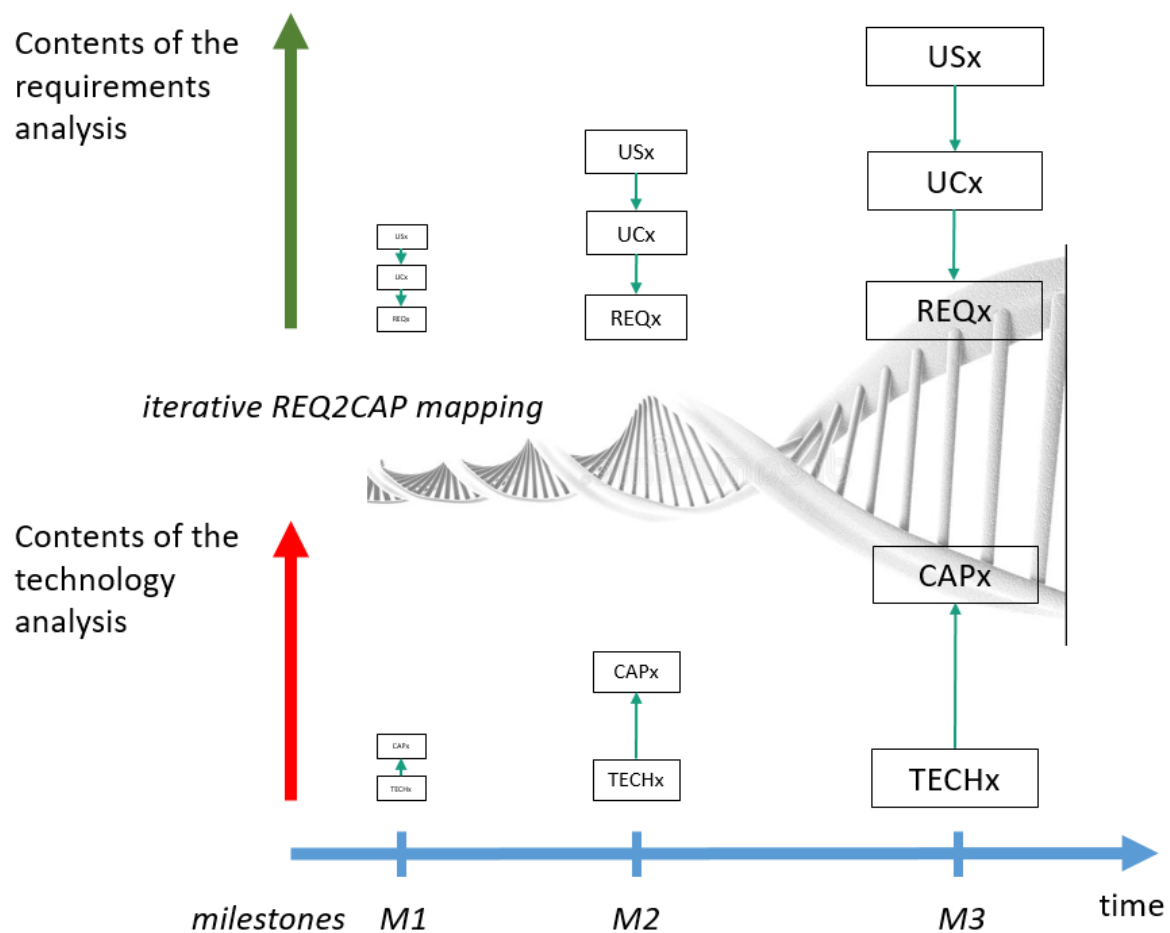 Contents of the
requirements
analysis
USx
UCx
REQx
USx
UCx
REQx
USx
UCx
REQx
iterative REQ2CAP mapping
Contents of the
technology
analysis
CAPx
TECHx
CAPx
TECHx
CAPx
TECHx
milestones M1 M2 M3 time